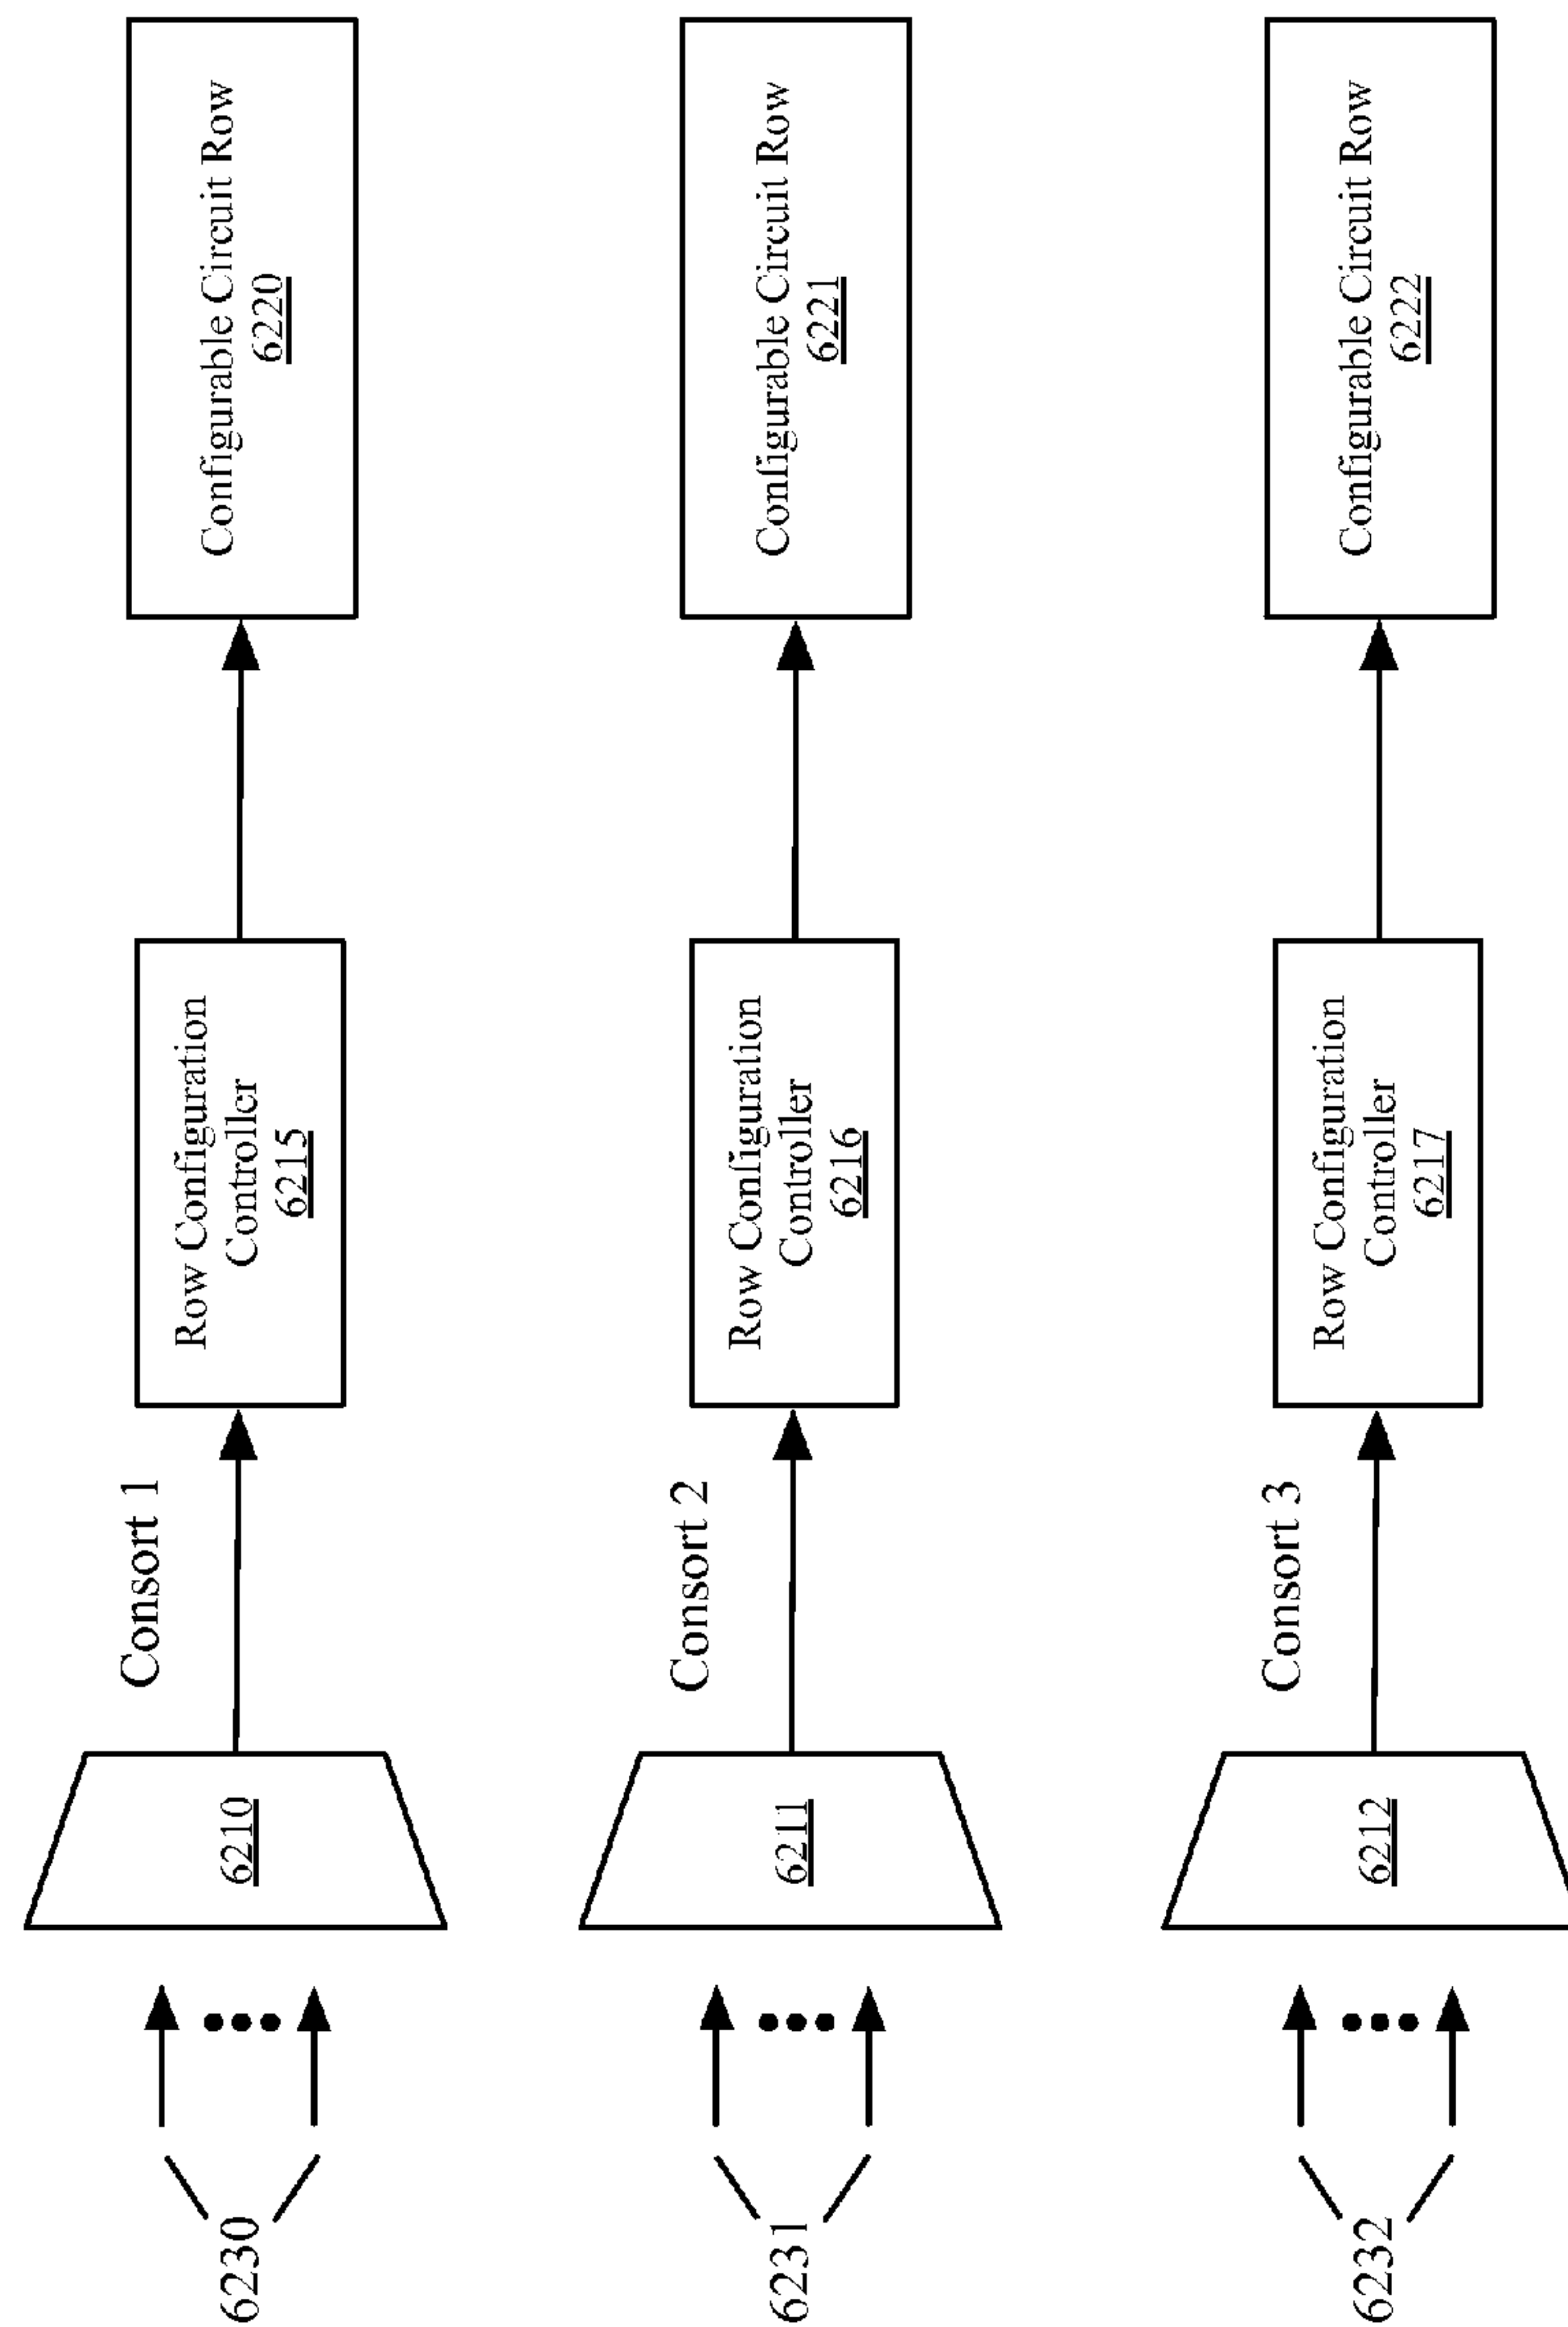 6230
6210
Consort 1
Row Configuration
Controller
6215
Configurable Circuit Row
6220
6231
6211
Consort 2
Row Configuration
Controller
6216
Configurable Circuit Row
6221
6232
6212
Consort 3
Row Configuration
Controller
6217
Configurable Circuit Row
6222